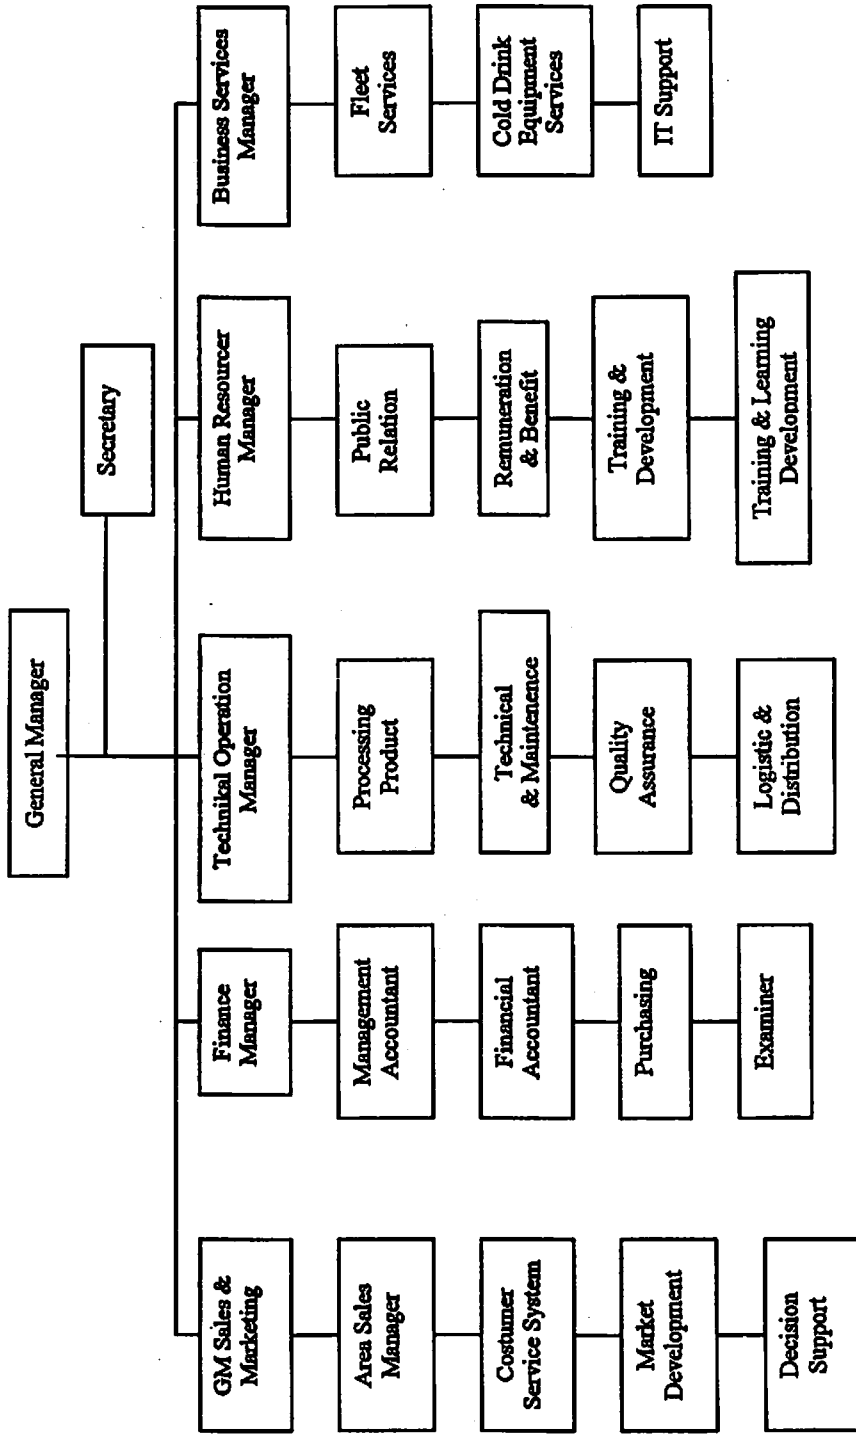 General Manager
Secretary
GM Sales &
Marketing
Finance
Manager
Technikal Operation
Manager
Human Resourcer
Manager
Business Services
Manager
Area Sales
Manager
Management
Accountant
Processing
Product
Public
Relation
Fleet
Services
Costumer
Service System
Financial
Accountant
Technical
& Maintenence
Remuneration
& Benefit
Cold Drink
Equipment
Services
Market
Development
Purchasing
Quality
Assurance
Training &
Development
IT Support
Decision
Support
Examiner
Logistic &
Distribution
Training & Learning
Development